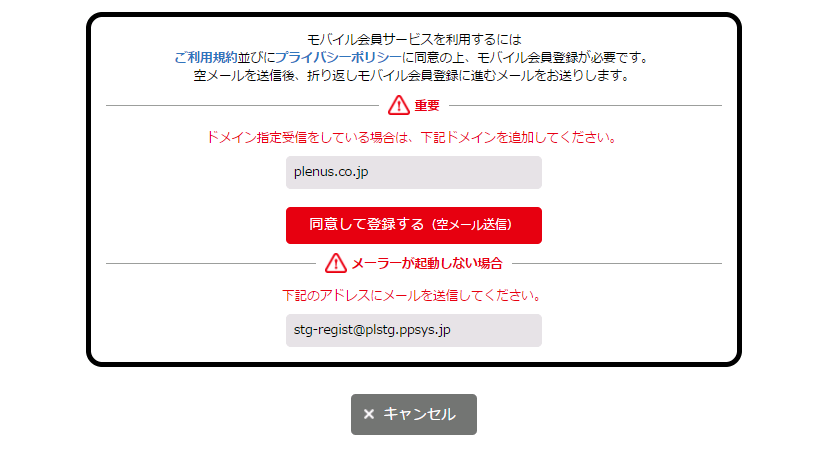 モバイル会員サービスを利用するには
ご利用規約並びにプライバシーポリシーに同意の上、モバイル会員登録が必要です。
空メールを送信後、折り返しモバイル会員登録に進むメールをお送りします。
重要
ドメイン指定受信をしている場合は、下記ドメインを追加してください。
plenus.co.jp
同意して登録する（空メール送信）
メーラーが起動しない場合
下記のアドレスにメールを送信してください。
stg-regist@plstg.ppsys.jp
× キャンセル